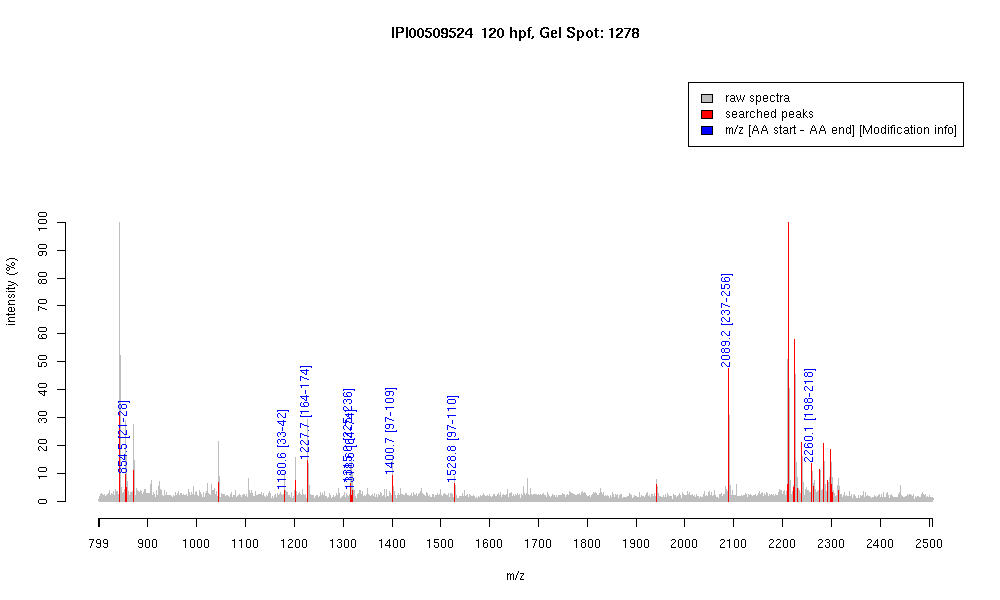 IPI00509524 120 hpf, Gel Spot: 1278
raw spectra
searched peaks
m/z [AA start - AA end] [Modification info]
intensity (%)
100
90
80
70
60
50
40
30
20
10
0
854.5 [21-28]
1180.6 [33-42]
1227.7 [164-174]
1400.7 [97-109]
1528.8 [97-110]
2089.2 [237-256]
2260.1 [198-218]
799 900 1000 1100 1200 1300 1400 1500 1600 1700 1800 1900 2000 2100 2200 2300 2400 2500
m/z